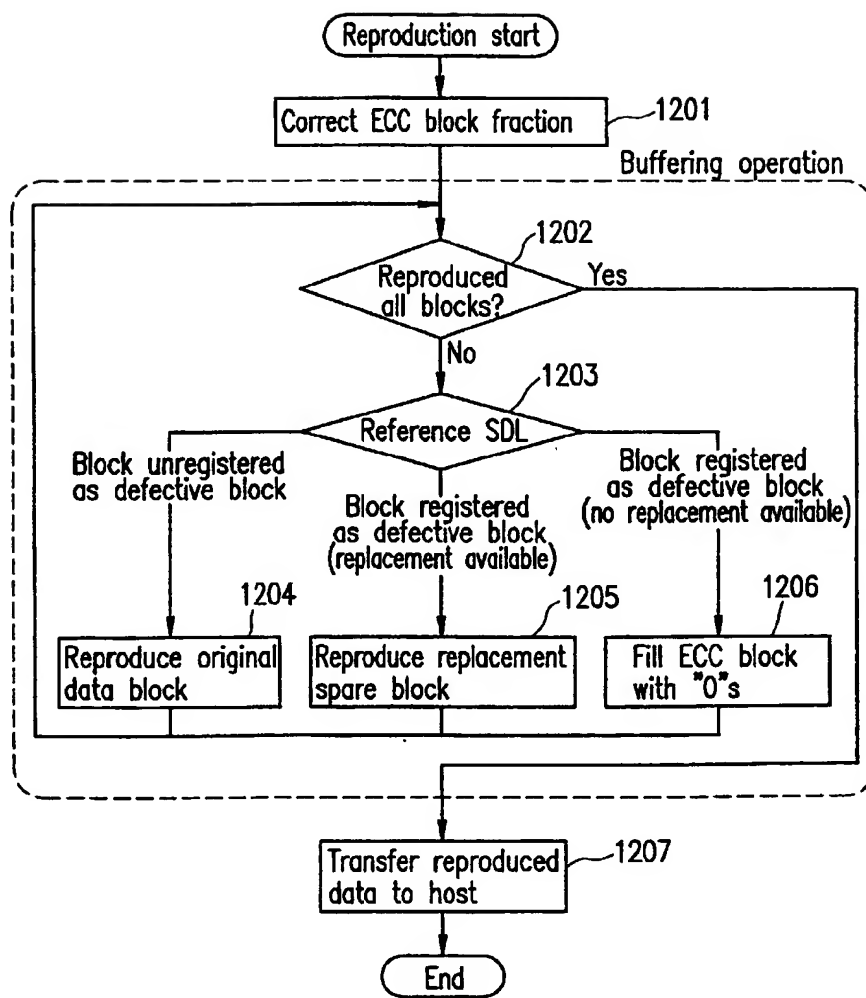 Reproduction start
Correct ECC block fraction
1201
Buffering operation
1202
Reproduced
all blocks?
Yes
No
1203
Reference SDL
Block unregistered
as defective block
Block registered
as defective block
(replacement available)
Block registered
as defective block
(no replacement available)
1204
Reproduce original
data block
1205
Reproduce replacement
spare block
1206
Fill ECC block
with "0"s
1207
Transfer reproduced
data to host
End